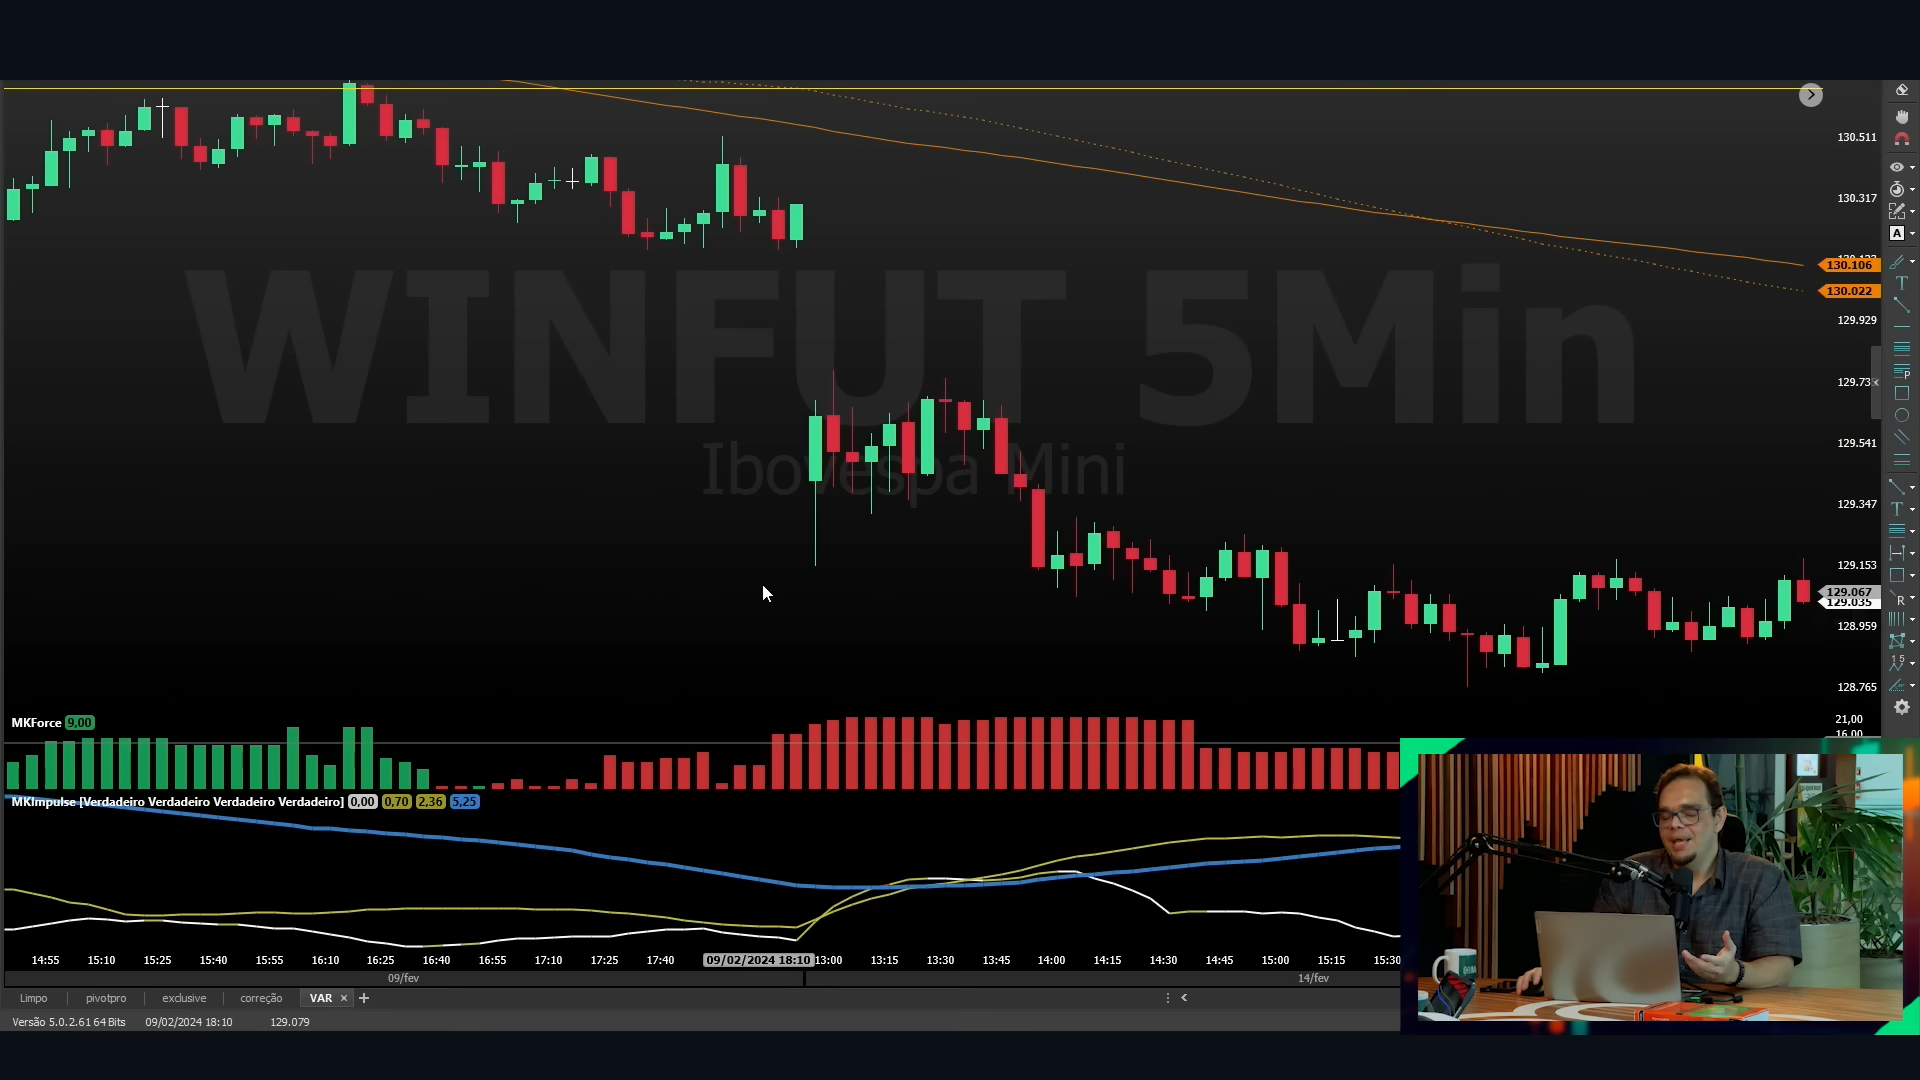 WINFUT 5Min
Ibovespa Mini
130.511
130.317
130.106
130.022
129.929
129.73
129.541
129.347
129.153
129.067
129.035
128.959
128.765
MKForce 9,00
21,00
16,00
MKImpulse [Verdadeiro Verdadeiro Verdadeiro Verdadeiro] 0,00 0,70 2,36 5,25
14:55 15:10 15:25 15:40 15:55 16:10 16:25 16:40 16:55 17:10 17:25 17:40 09/02/2024 18:10 13:00 13:15 13:30 13:45 14:00 14:15 14:30 14:45 15:00 15:15 15:30
09/fev 14/fev
Limpo pivotpro exclusive correção VAR
Versão 5.0.2.61 64 Bits 09/02/2024 18:10 129.079